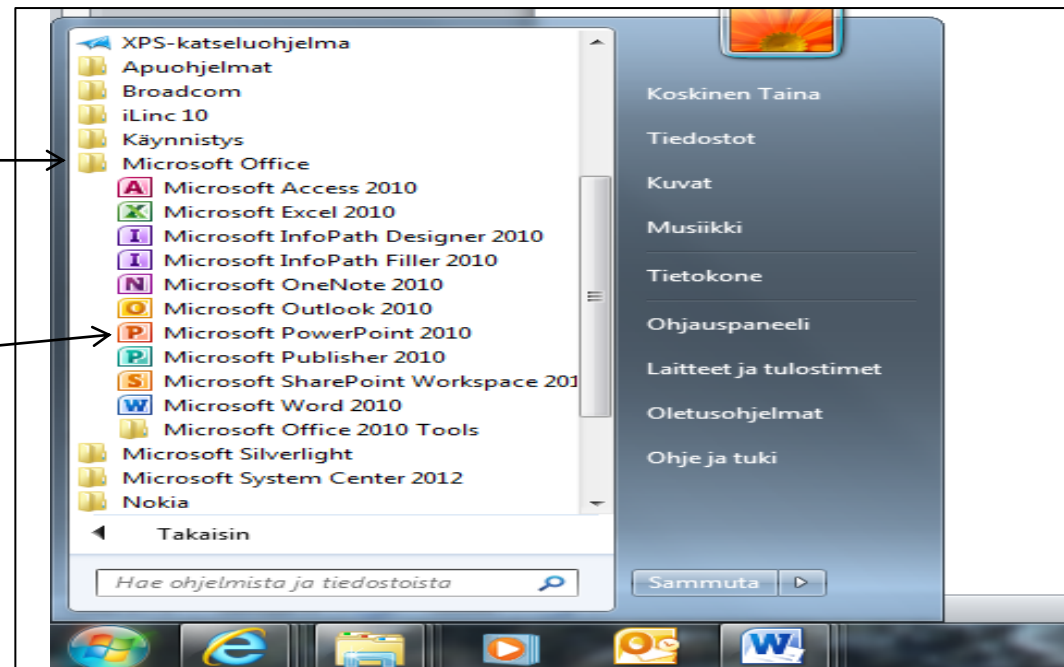 XPS-katseluohjelma
Apuohjelmat
Broadcom
iLinc 10
Käynnistys
Microsoft Office
Microsoft Access 2010
Microsoft Excel 2010
Microsoft InfoPath Designer 2010
Microsoft InfoPath Filler 2010
Microsoft OneNote 2010
Microsoft Outlook 2010
Microsoft PowerPoint 2010
Microsoft Publisher 2010
Microsoft SharePoint Workspace 201
Microsoft Word 2010
Microsoft Office 2010 Tools
Microsoft Silverlight
Microsoft System Center 2012
Nokia
Takaisin
Hae ohjelmista ja tiedostoista
Koskinen Taina
Tiedostot
Kuvat
Musiikki
Tietokone
Ohjauspaneeli
Laitteet ja tulostimet
Oletusohjelmat
Ohje ja tuki
Sammuta